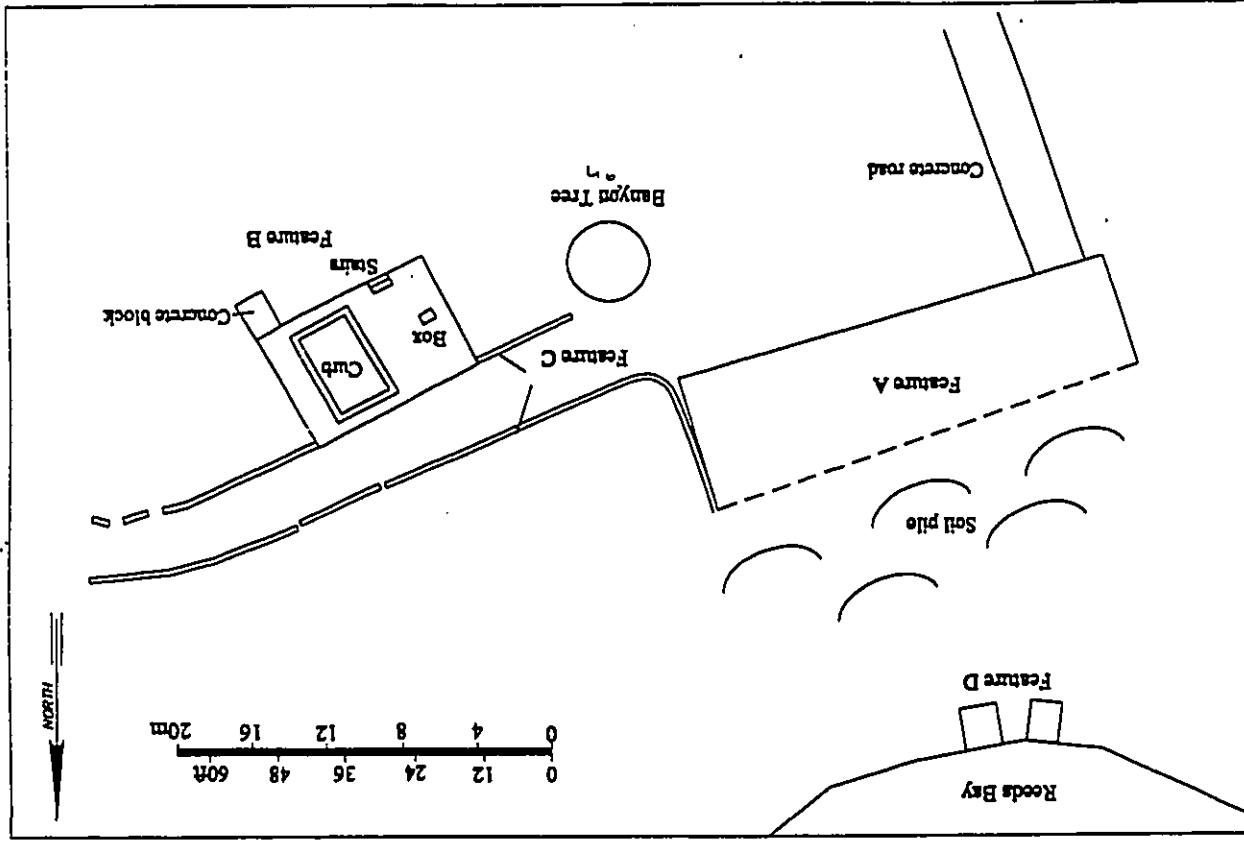 Reeds Bay
0 12 24 36 48 60ft
0 4 8 12 16 20m
NORTH
Feature D
Soil pile
Feature A
Feature C
Curb
Box
Concrete block
Stairs
Feature B
Banyan Tree
Concrete road